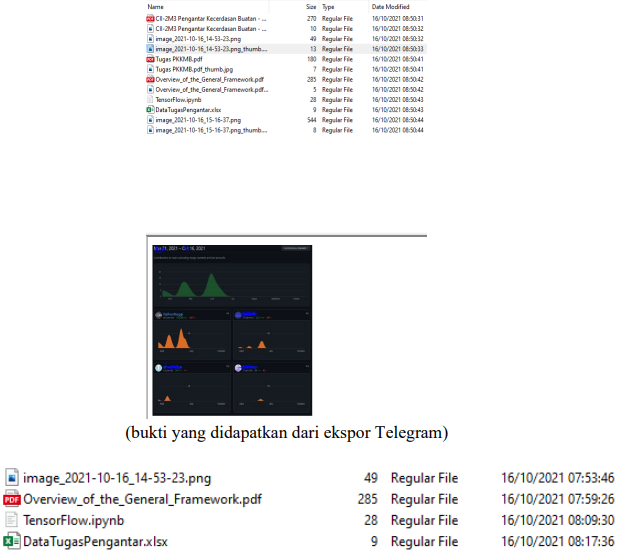 Name Size Type Date Modified
CII-2M3 Pengantar Kecerdasan Buatan - ... 270 Regular File 16/10/2021 08:50:31
CII-2M3 Pengantar Kecerdasan Buatan - ... 10 Regular File 16/10/2021 08:50:32
image_2021-10-16_14-53-23.png 49 Regular File 16/10/2021 08:50:32
image_2021-10-16_14-53-23.png_thumb.... 13 Regular File 16/10/2021 08:50:33
Tugas PKKMB.pdf 180 Regular File 16/10/2021 08:50:41
Tugas PKKMB.pdf_thumb.jpg 7 Regular File 16/10/2021 08:50:41
Overview_of_the_General_Framework.pdf 285 Regular File 16/10/2021 08:50:42
Overview_of_the_General_Framework.pdf... 5 Regular File 16/10/2021 08:50:42
TensorFlow.ipynb 28 Regular File 16/10/2021 08:50:43
DataTugasPengantar.xlsx 9 Regular File 16/10/2021 08:50:43
image_2021-10-16_15-16-37.png 544 Regular File 16/10/2021 08:50:44
image_2021-10-16_15-16-37.png_thumb.... 8 Regular File 16/10/2021 08:50:44
21, 2021 – Oct 16, 2021
(bukti yang didapatkan dari ekspor Telegram)
image_2021-10-16_14-53-23.png 49 Regular File 16/10/2021 07:53:46
Overview_of_the_General_Framework.pdf 285 Regular File 16/10/2021 07:59:26
TensorFlow.ipynb 28 Regular File 16/10/2021 08:09:30
DataTugasPengantar.xlsx 9 Regular File 16/10/2021 08:17:36